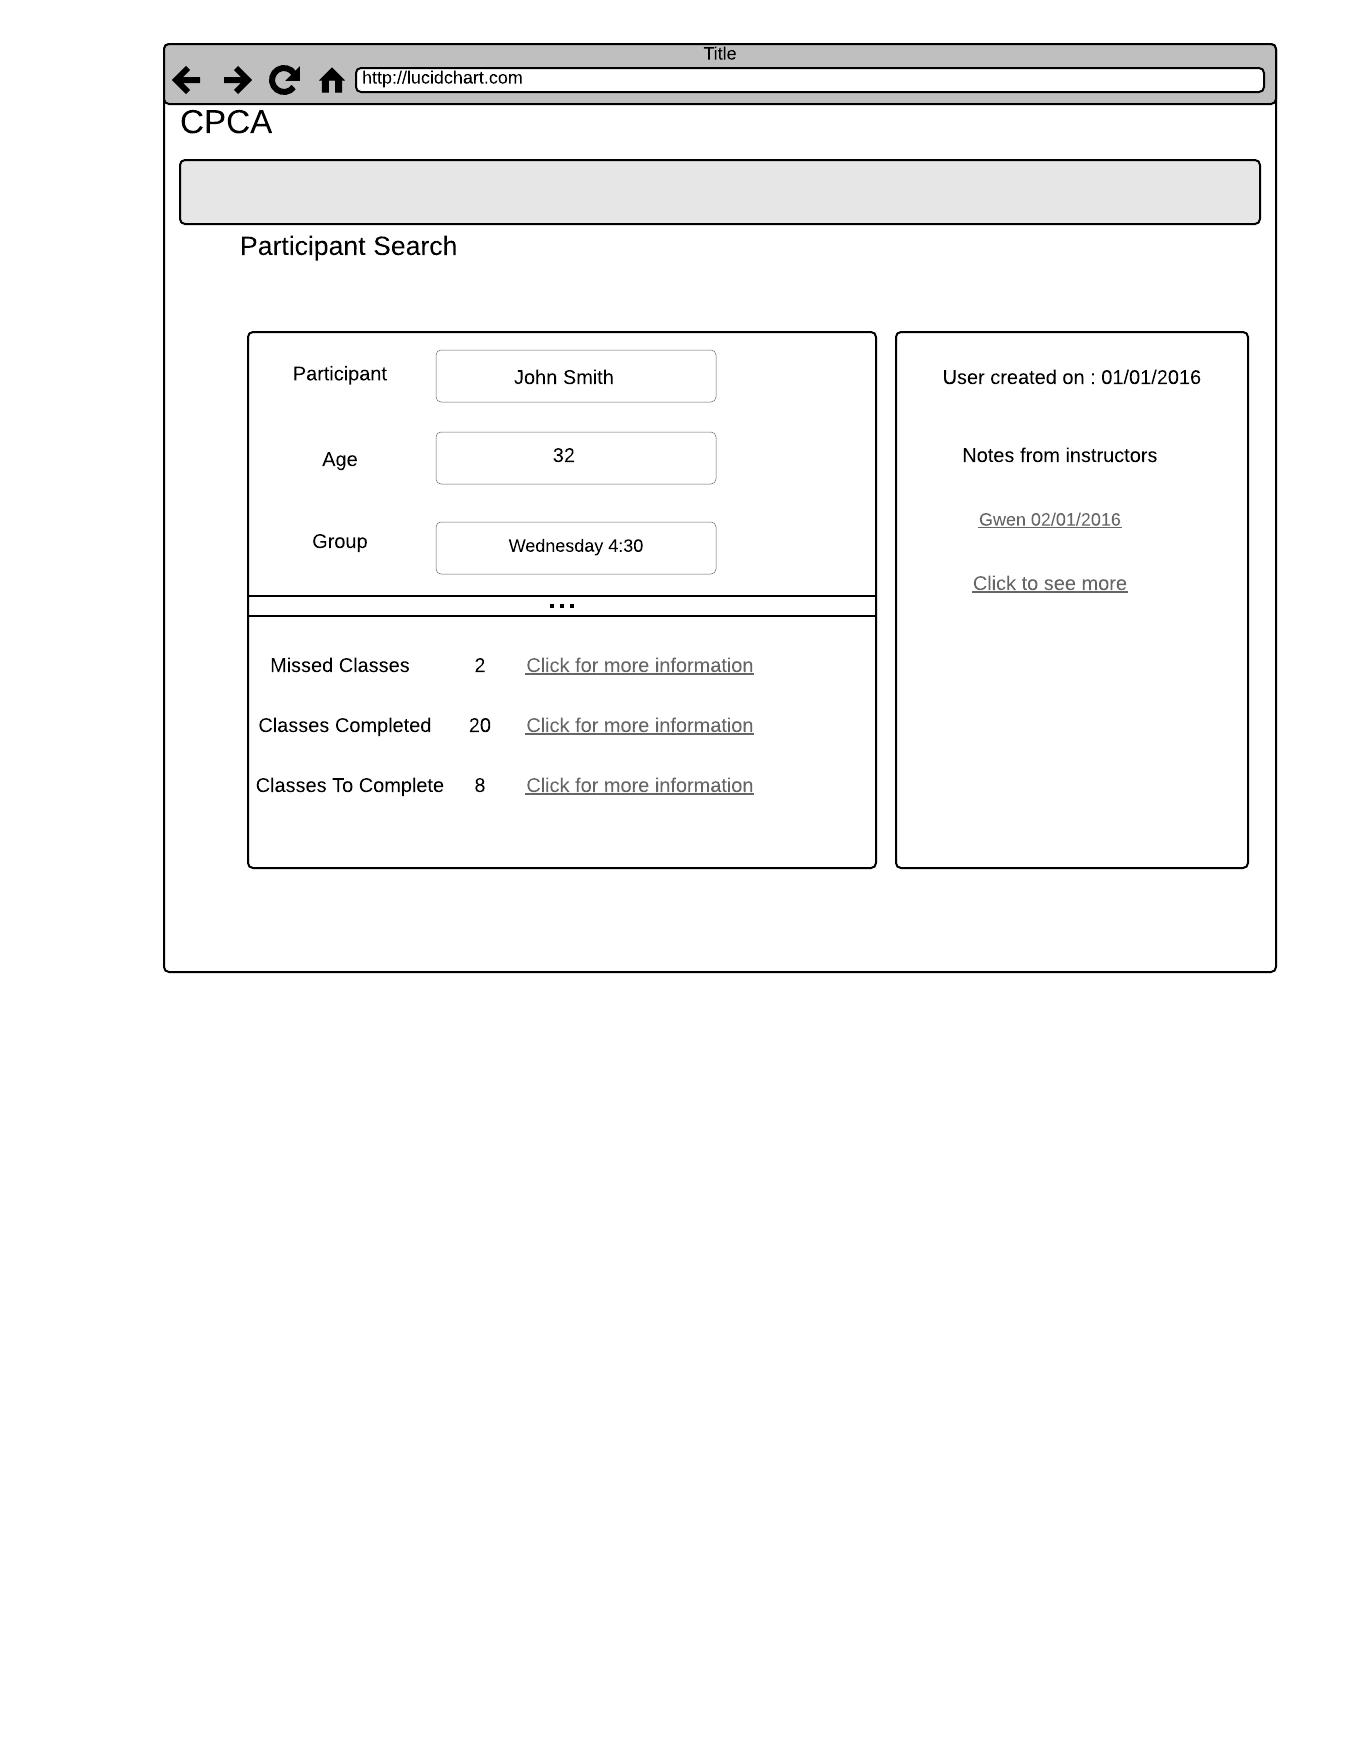 Title
http://lucidchart.com
CPCA
Participant Search
Participant
John Smith
Age
32
Group
Wednesday 4:30
...
Missed Classes 2 Click for more information
Classes Completed 20 Click for more information
Classes To Complete 8 Click for more information
User created on : 01/01/2016
Notes from instructors
Gwen 02/01/2016
Click to see more